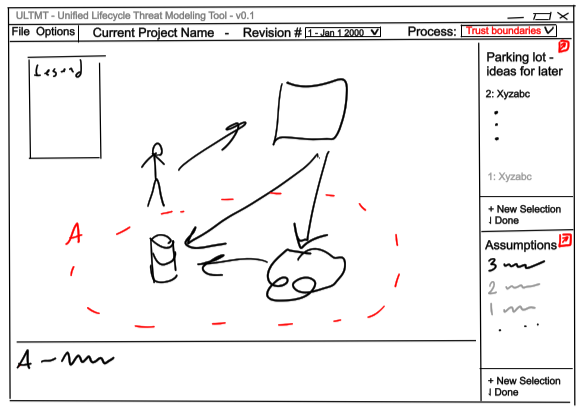 ULTMT - Unified Lifecycle Threat Modeling Tool - v0.1
File Options Current Project Name - Revision # 1 - Jan 1 2000 Process: Trust boundaries
Legend
Parking lot -
ideas for later
2: Xyzabc
1: Xyzabc
+ New Selection
Done
A
Assumptions
3
2
1
A -
+ New Selection
Done